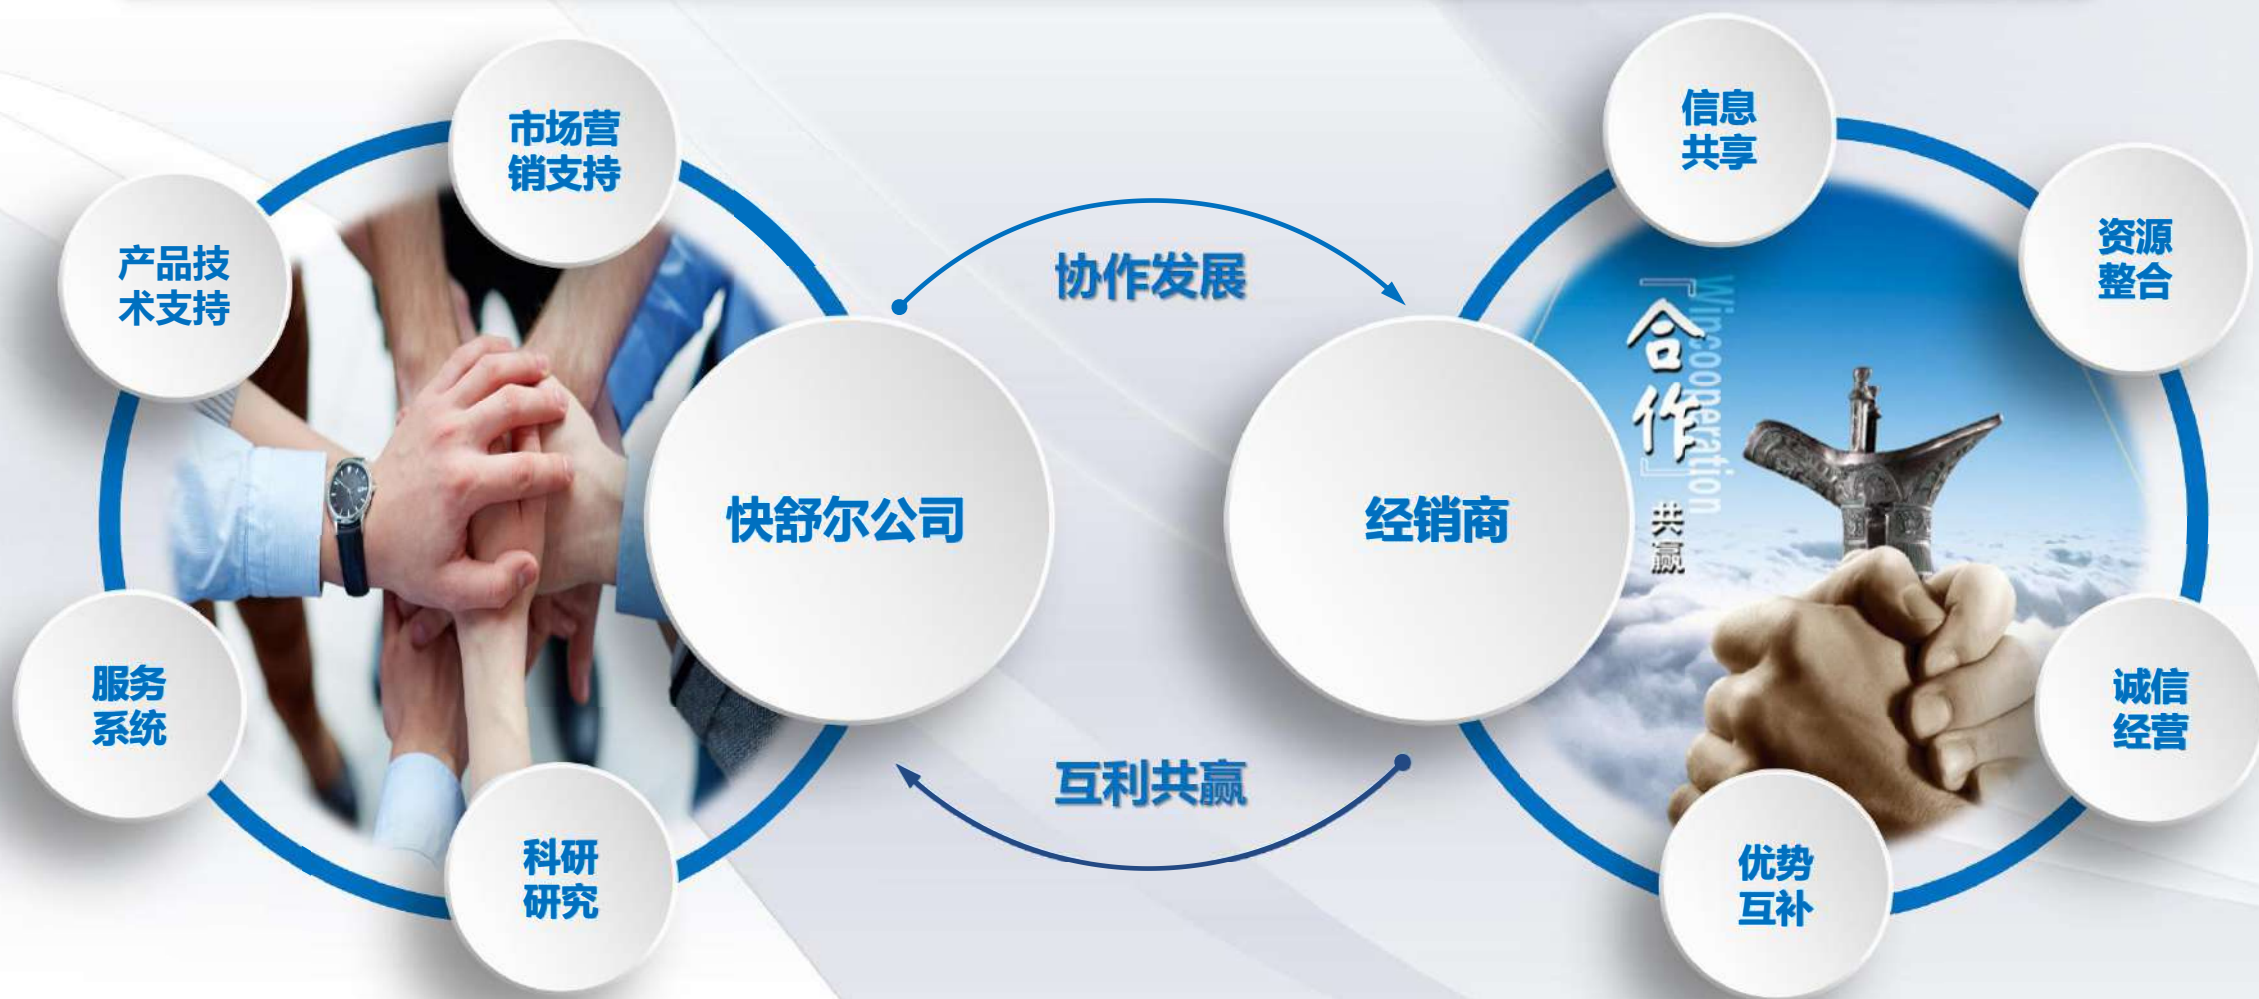 市场营
销支持
产品技
术支持
服务
系统
科研
研究
快舒尔公司
协作发展
互利共赢
经销商
信息
共享
资源
整合
诚信
经营
优势
互补
『合作』
Wincooperation
共赢